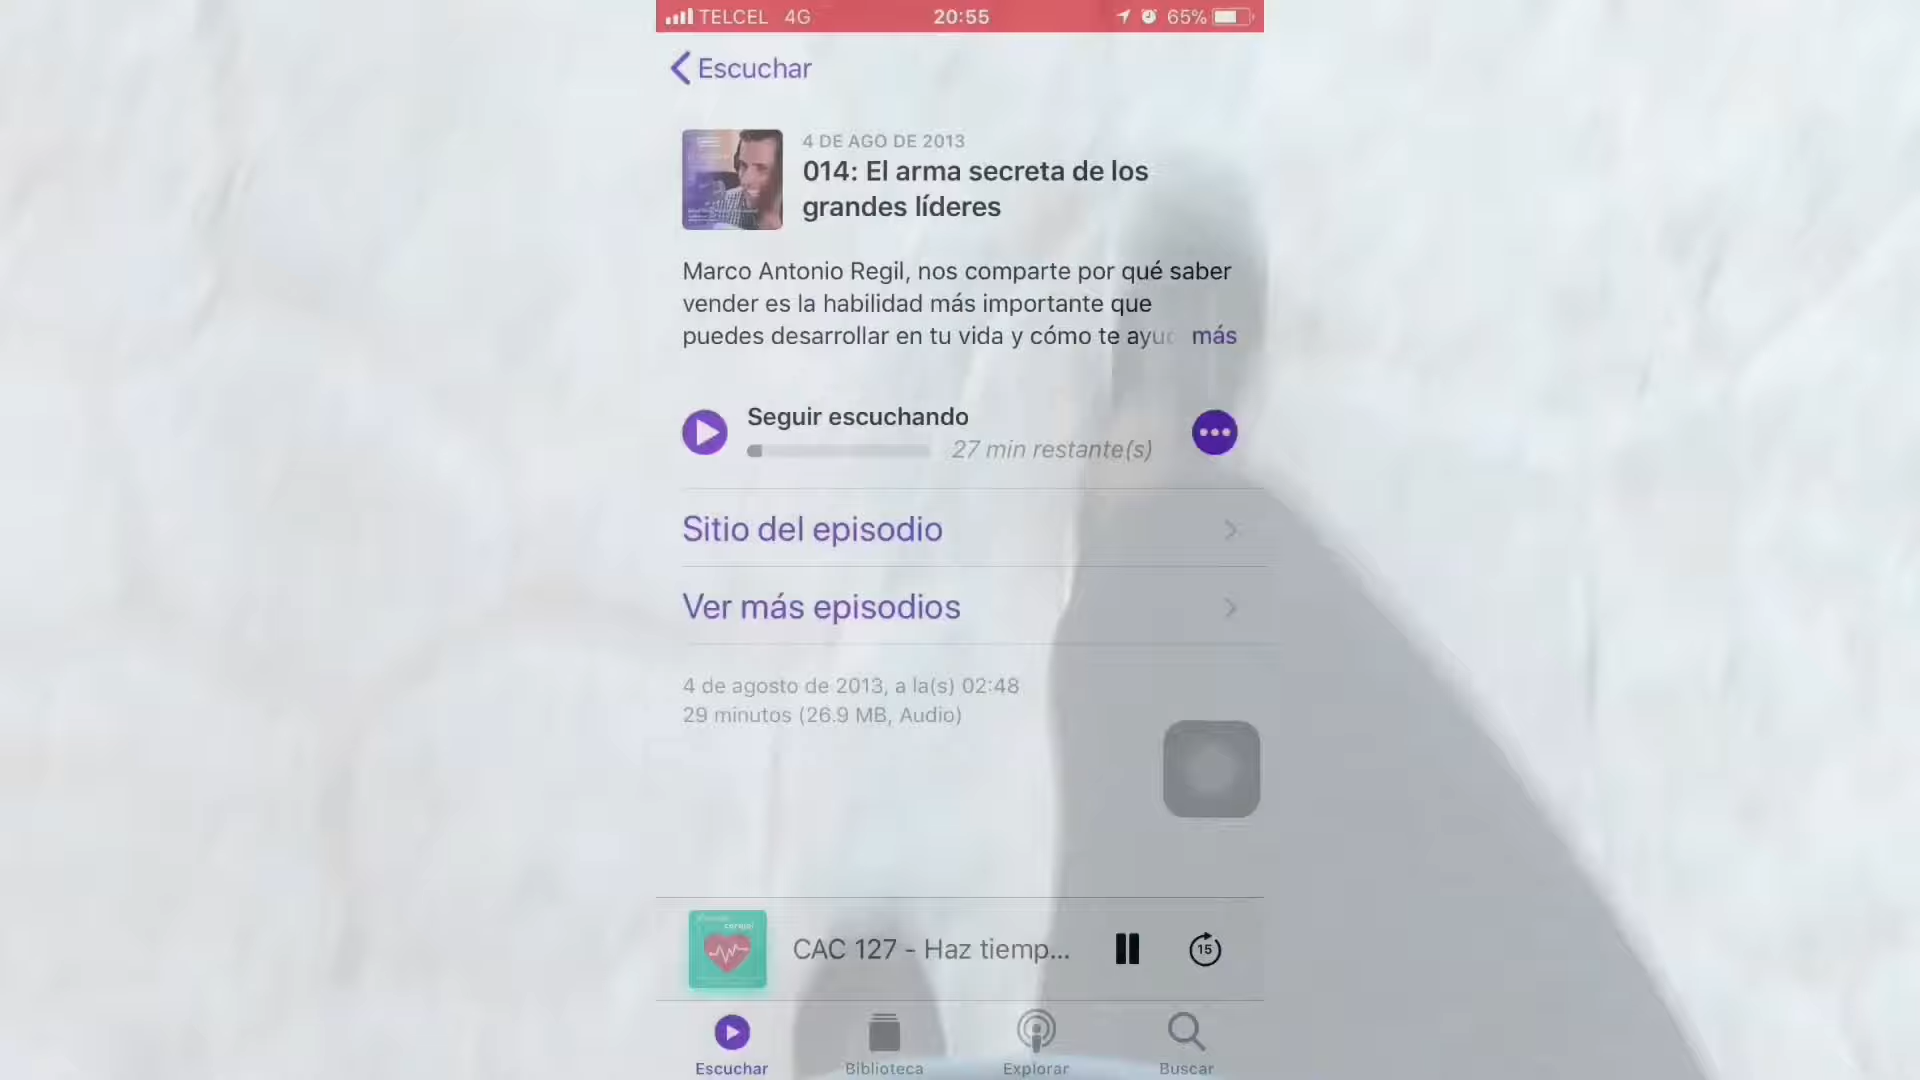 TELCEL 4G 20:55 65%
Escuchar
4 DE AGO DE 2013
014: El arma secreta de los
grandes líderes
Marco Antonio Regil, nos comparte por qué saber
vender es la habilidad más importante que
puedes desarrollar en tu vida y cómo te ayud más
Seguir escuchando
27 min restante(s)
Sitio del episodio
Ver más episodios
4 de agosto de 2013, a la(s) 02:48
29 minutos (26.9 MB, Audio)
CAC 127 - Haz tiemp...
15
Escuchar Biblioteca Explorar Buscar